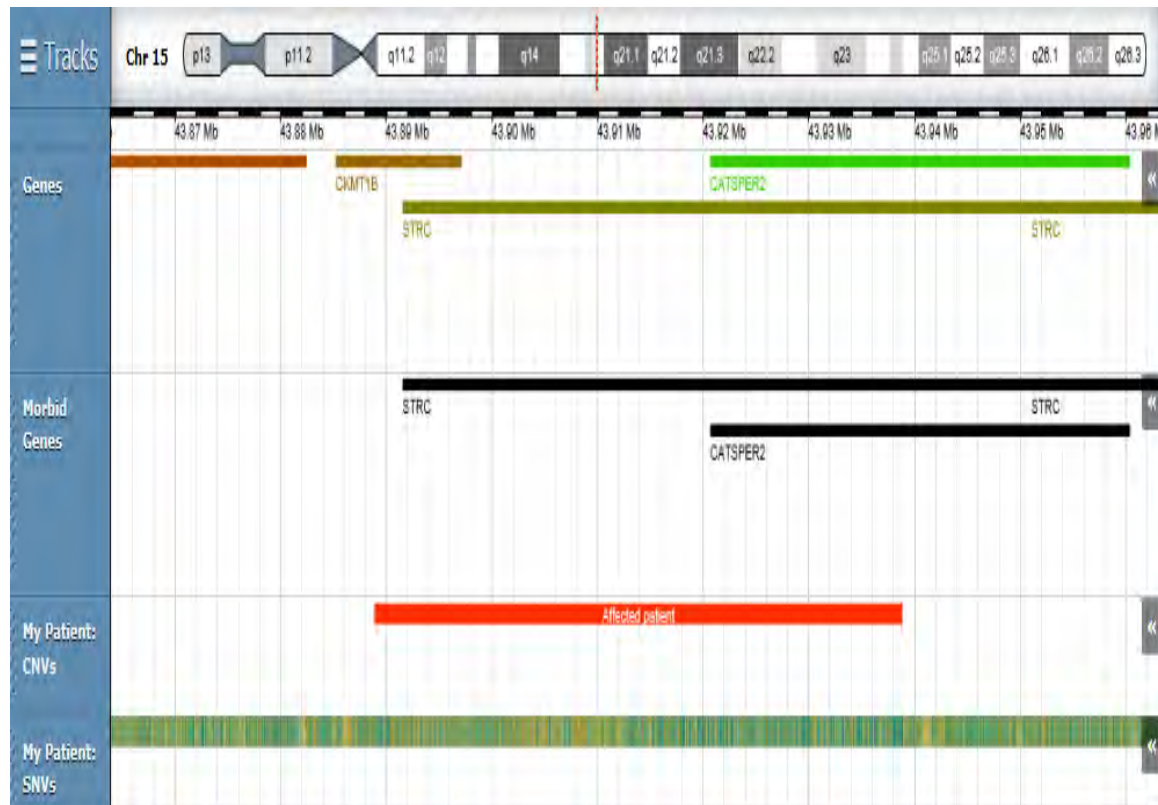 Tracks
Chr 15 p13 p11.2 q11.2 q12 q14 q21.1 q21.2 q21.3 q22.2 q23 q25.1 q25.2 q25.3 q26.1 q26.2 q26.3
43.87 Mb 43.88 Mb 43.89 Mb 43.90 Mb 43.91 Mb 43.92 Mb 43.93 Mb 43.94 Mb 43.95 Mb 43.96 M
Genes
CKMT1B CATSPER2
STRC STRC
Morbid
Genes
STRC STRC
CATSPER2
My Patient:
CNVs
Affected patient
My Patient:
SNVs